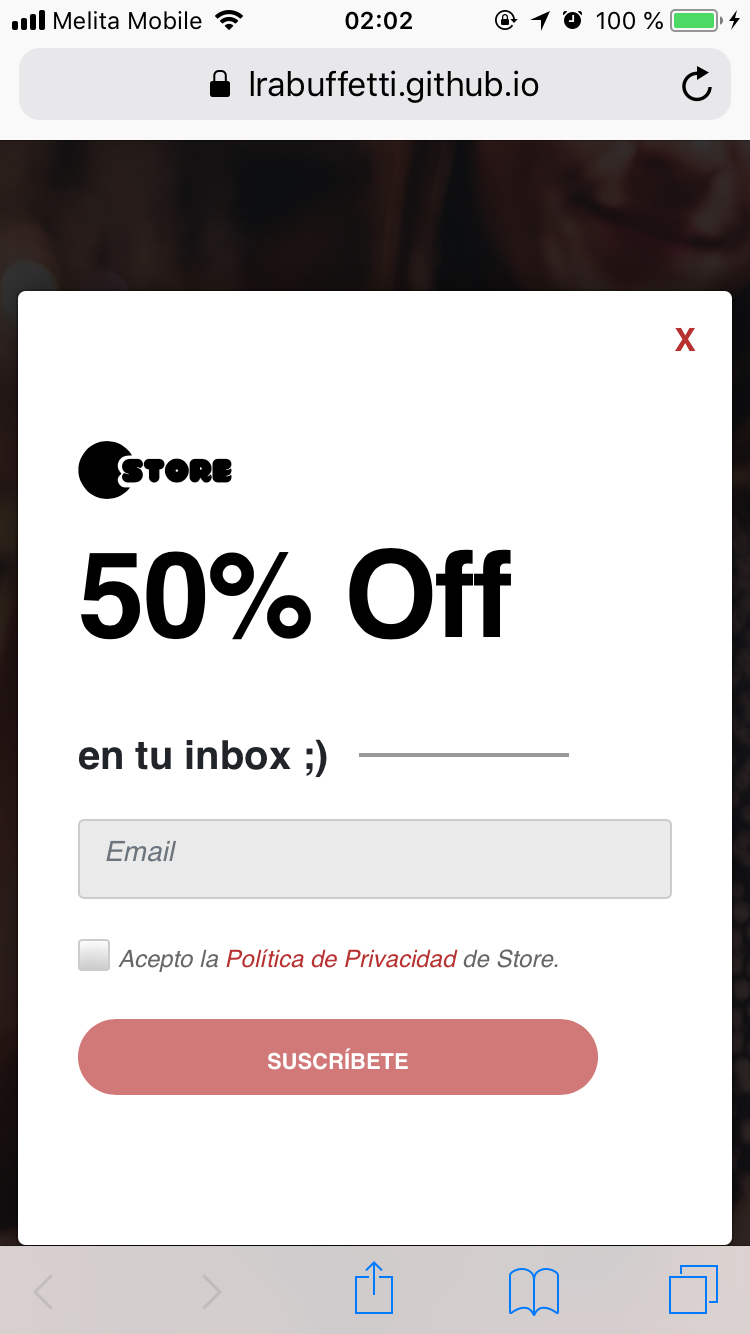 Melita Mobile 02:02 100 %
lrabuffetti.github.io
X
STORE
50% Off
en tu inbox ;)
Email
Acepto la Política de Privacidad de Store.
SUSCRÍBETE